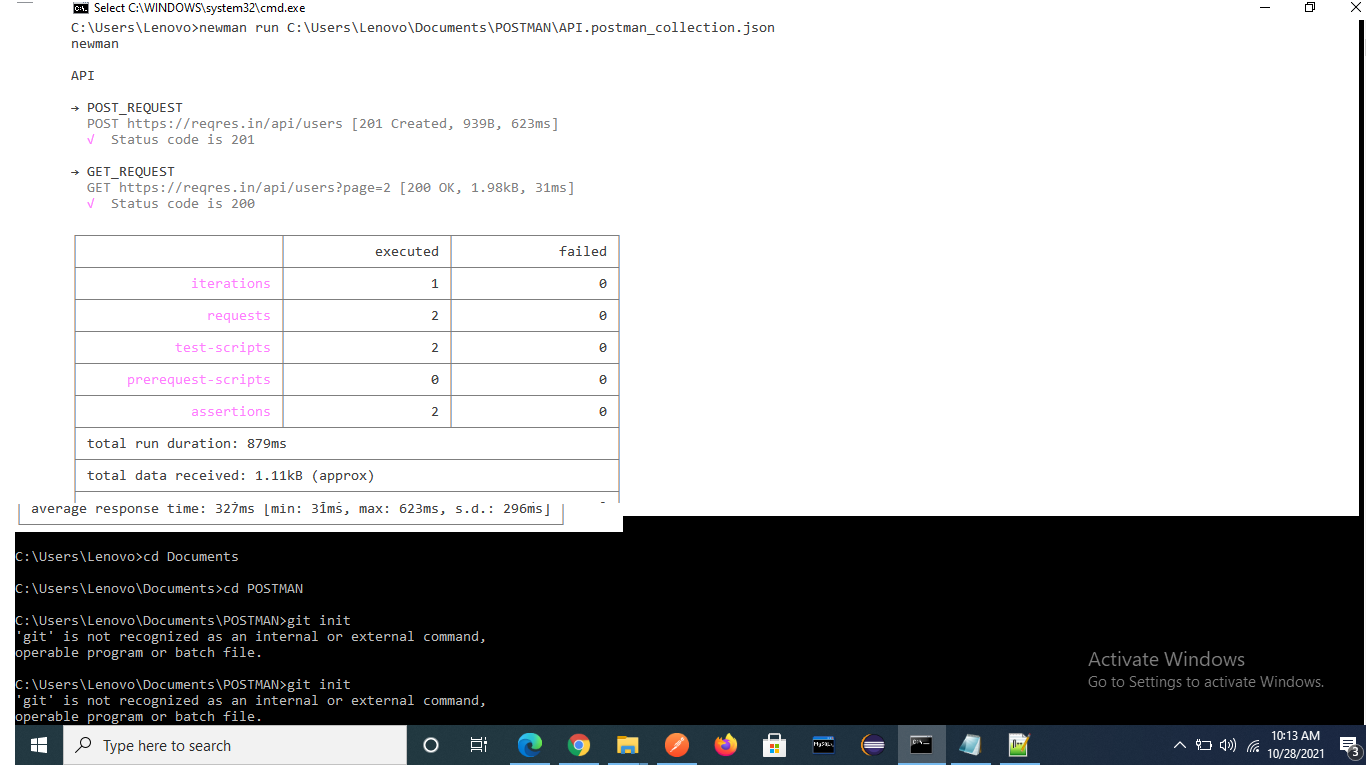 Select C:\WINDOWS\system32\cmd.exe
C:\Users\Lenovo>newman run C:\Users\Lenovo\Documents\POSTMAN\API.postman_collection.json
newman
API
→ POST_REQUEST
POST https://reqres.in/api/users [201 Created, 939B, 623ms]
√ Status code is 201
→ GET_REQUEST
GET https://reqres.in/api/users?page=2 [200 OK, 1.98kB, 31ms]
√ Status code is 200
executed failed
iterations 1 0
requests 2 0
test-scripts 2 0
prerequest-scripts 0 0
assertions 2 0
total run duration: 879ms
total data received: 1.11kB (approx)
average response time: 327ms [min: 31ms, max: 623ms, s.d.: 296ms]
C:\Users\Lenovo>cd Documents
C:\Users\Lenovo\Documents>cd POSTMAN
C:\Users\Lenovo\Documents\POSTMAN>git init
'git' is not recognized as an internal or external command,
operable program or batch file.
C:\Users\Lenovo\Documents\POSTMAN>git init
'git' is not recognized as an internal or external command,
operable program or batch file.
Activate Windows
Go to Settings to activate Windows.
Type here to search
MySQL
10:13 AM
10/28/2021
3